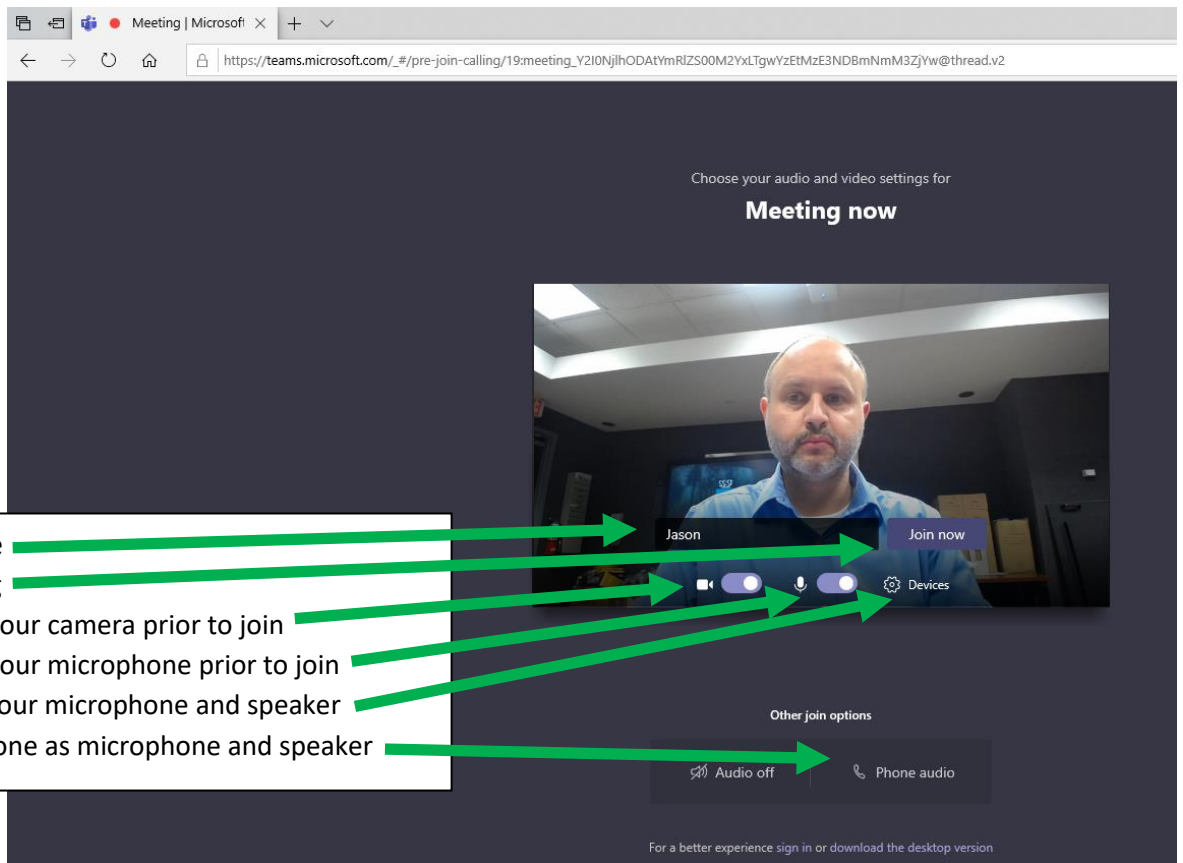 Meeting | Microsoft
https://teams.microsoft.com/_#/pre-join-calling/19:meeting_Y2I0NjlhODAtYmRlZS00M2YxLTgwYzEtMzE3NDBmNmM3ZjYw@thread.v2
Choose your audio and video settings for
Meeting now
Jason
Join now
our camera prior to join
Devices
our microphone prior to join
our microphone and speaker
one as microphone and speaker
Other join options
Audio off
Phone audio
For a better experience sign in or download the desktop version